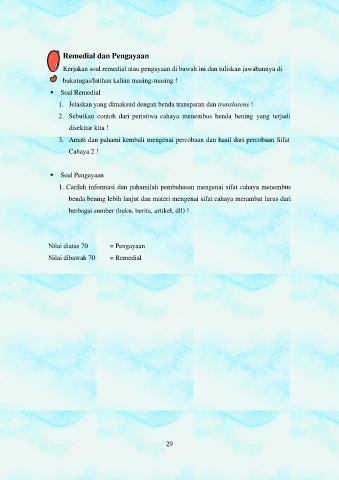 Remedial dan Pengayaan
Kerjakan soal remedial atau pengayaan di bawah ini dan tuliskan jawabannya di
bukutugas/latihan kalian masing-masing !
• Soal Remedial
1. Jelaskan yang dimaksud dengan benda transparan dan translusens !
2. Sebutkan contoh dari peristiwa cahaya menembus benda bening yang terjadi
disekitar kita !
3. Amati dan pahami kembali mengenai percobaan dan hasil dari percobaan Sifat
Cahaya 2 !
• Soal Pengayaan
1. Carilah informasi dan pahamilah pembahasan mengenai sifat cahaya menembus
benda bening lebih lanjut dan materi mengenai sifat cahaya merambat lurus dari
berbagai sumber (buku, berita, artikel, dll) !
Nilai diatas 70 = Pengayaan
Nilai dibawah 70 = Remedial
29